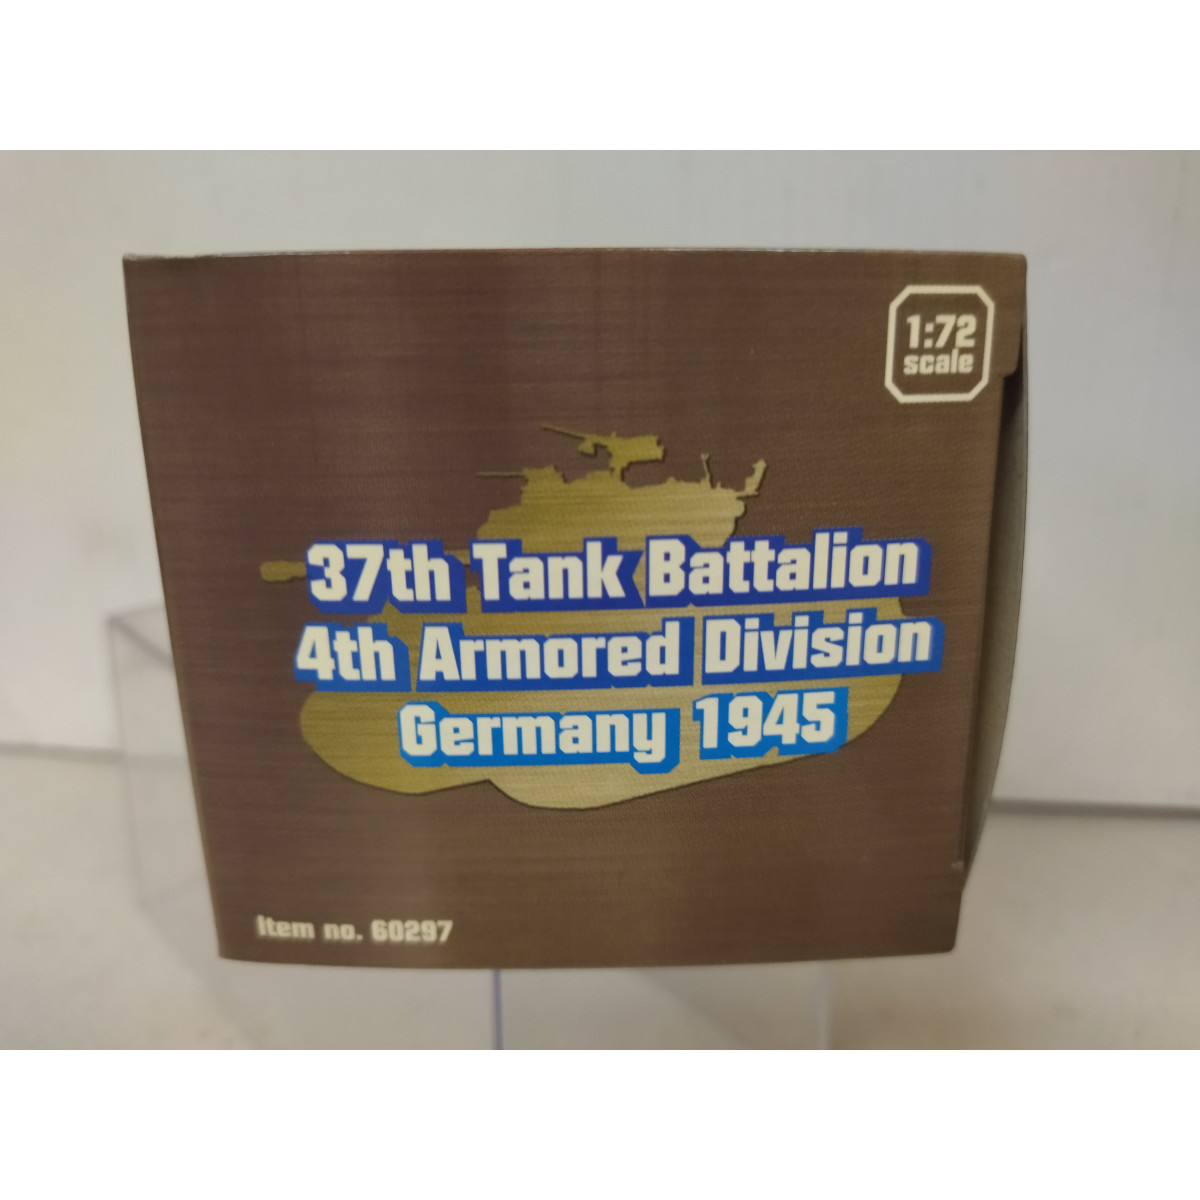 1:72
scale
37th Tank Battalion
4th Armored Division
Germany 1945
Item no. 60297